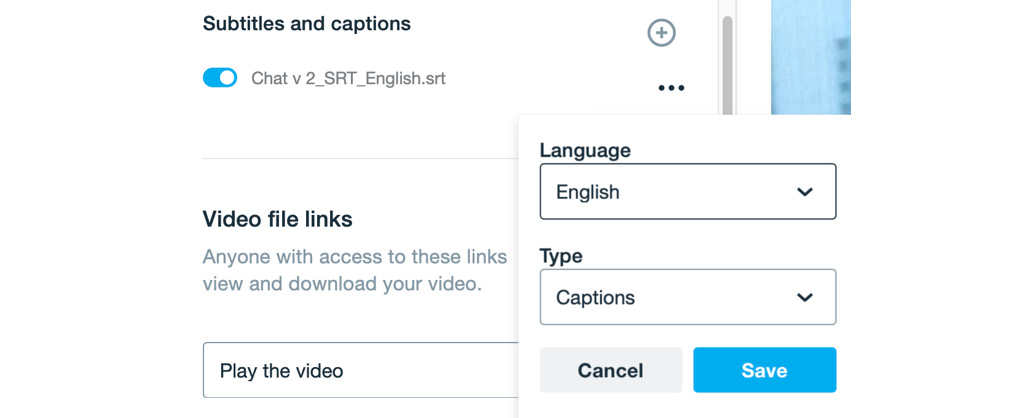 Subtitles and captions
Chat v 2_SRT_English.srt
Language
English
Video file links
Anyone with access to these links
view and download your video.
Type
Captions
Play the video
Cancel
Save